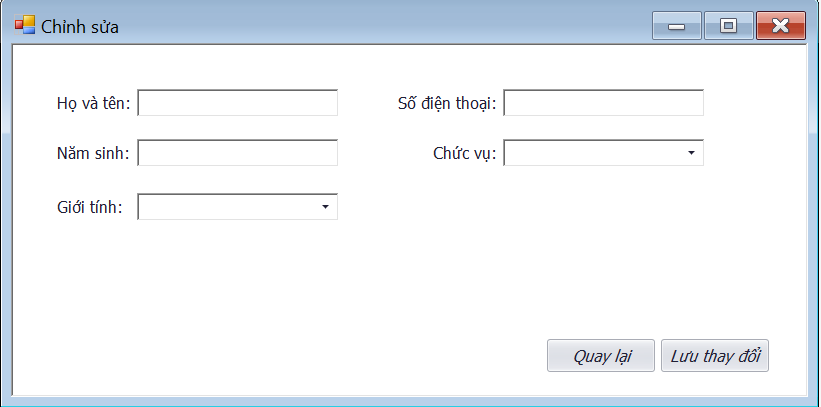 Chỉnh sửa
Họ và tên: Số điện thoại:
Năm sinh: Chức vụ:
Giới tính:
Quay lại Lưu thay đổi